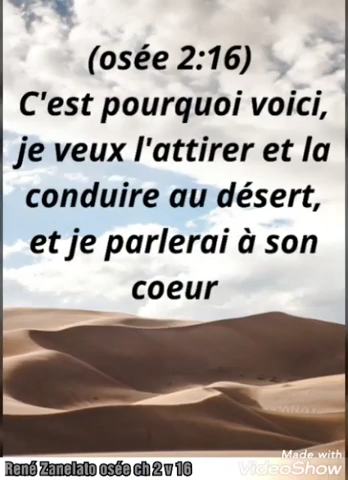 (osée 2:16)
C'est pourquoi voici,
je veux l'attirer et la
conduire au désert,
et je parlerai à son
coeur
Made with
VideoShow
René Zanelato osée ch 2 v 16